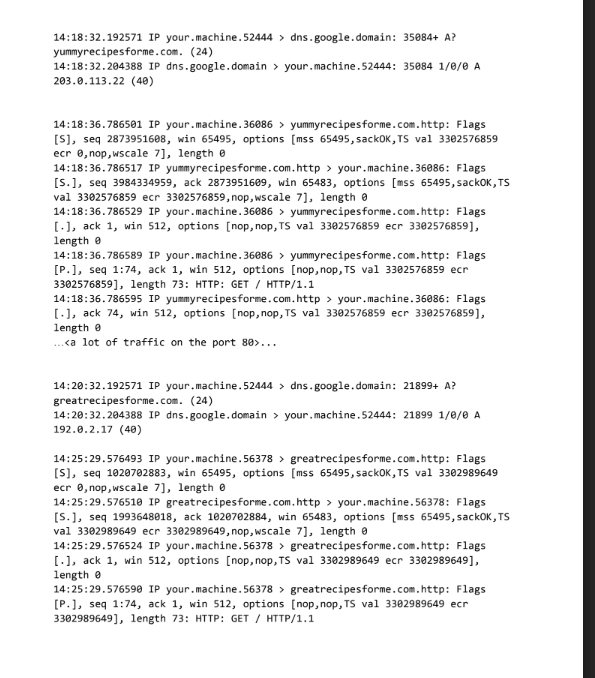 14:18:32.192571 IP your.machine.52444 > dns.google.domain: 35084+ A?
yummyrecipesforme.com. (24)
14:18:32.204388 IP dns.google.domain > your.machine.52444: 35084 1/0/0 A
203.0.113.22 (40)
14:18:36.786501 IP your.machine.36086 > yummyrecipesforme.com.http: Flags
[S], seq 2873951608, win 65495, options [mss 65495,sackOK,TS val 3302576859
ecr 0,nop,wscale 7], length 0
14:18:36.786517 IP yummyrecipesforme.com.http > your.machine.36086: Flags
[S.], seq 3984334959, ack 2873951609, win 65483, options [mss 65495,sackOK,TS
val 3302576859 ecr 3302576859,nop,wscale 7], length 0
14:18:36.786529 IP your.machine.36086 > yummyrecipesforme.com.http: Flags
[.], ack 1, win 512, options [nop,nop,TS val 3302576859 ecr 3302576859],
length 0
14:18:36.786589 IP your.machine.36086 > yummyrecipesforme.com.http: Flags
[P.], seq 1:74, ack 1, win 512, options [nop,nop,TS val 3302576859 ecr
3302576859], length 73: HTTP: GET / HTTP/1.1
14:18:36.786595 IP yummyrecipesforme.com.http > your.machine.36086: Flags
[.], ack 74, win 512, options [nop,nop,TS val 3302576859 ecr 3302576859],
length 0
…<a lot of traffic on the port 80>...
14:20:32.192571 IP your.machine.52444 > dns.google.domain: 21899+ A?
greatrecipesforme.com. (24)
14:20:32.204388 IP dns.google.domain > your.machine.52444: 21899 1/0/0 A
192.0.2.17 (40)
14:25:29.576493 IP your.machine.56378 > greatrecipesforme.com.http: Flags
[S], seq 1020702883, win 65495, options [mss 65495,sackOK,TS val 3302989649
ecr 0,nop,wscale 7], length 0
14:25:29.576510 IP greatrecipesforme.com.http > your.machine.56378: Flags
[S.], seq 1993648018, ack 1020702884, win 65483, options [mss 65495,sackOK,TS
val 3302989649 ecr 3302989649,nop,wscale 7], length 0
14:25:29.576524 IP your.machine.56378 > greatrecipesforme.com.http: Flags
[.], ack 1, win 512, options [nop,nop,TS val 3302989649 ecr 3302989649],
length 0
14:25:29.576590 IP your.machine.56378 > greatrecipesforme.com.http: Flags
[P.], seq 1:74, ack 1, win 512, options [nop,nop,TS val 3302989649 ecr
3302989649], length 73: HTTP: GET / HTTP/1.1